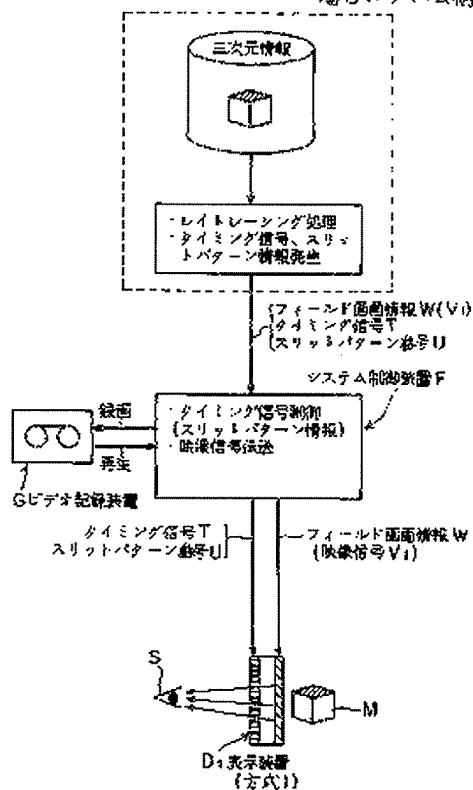 三次元情報
・レイトレーシング処理
・タイミング信号、スリッ
トパターン情報発生
フィールド画面情報W(V₁)
タイミング信号T
スリットパターン信号U
システム制御装置F
録画
再生
・タイミング信号制御
(スリットパターン情報)
・映像信号伝送
Gビデオ記録装置
タイミング信号T
スリットパターン信号U
フィールド画面情報W
(映像信号V₁)
S
M
D₁表示装置
(方式1)